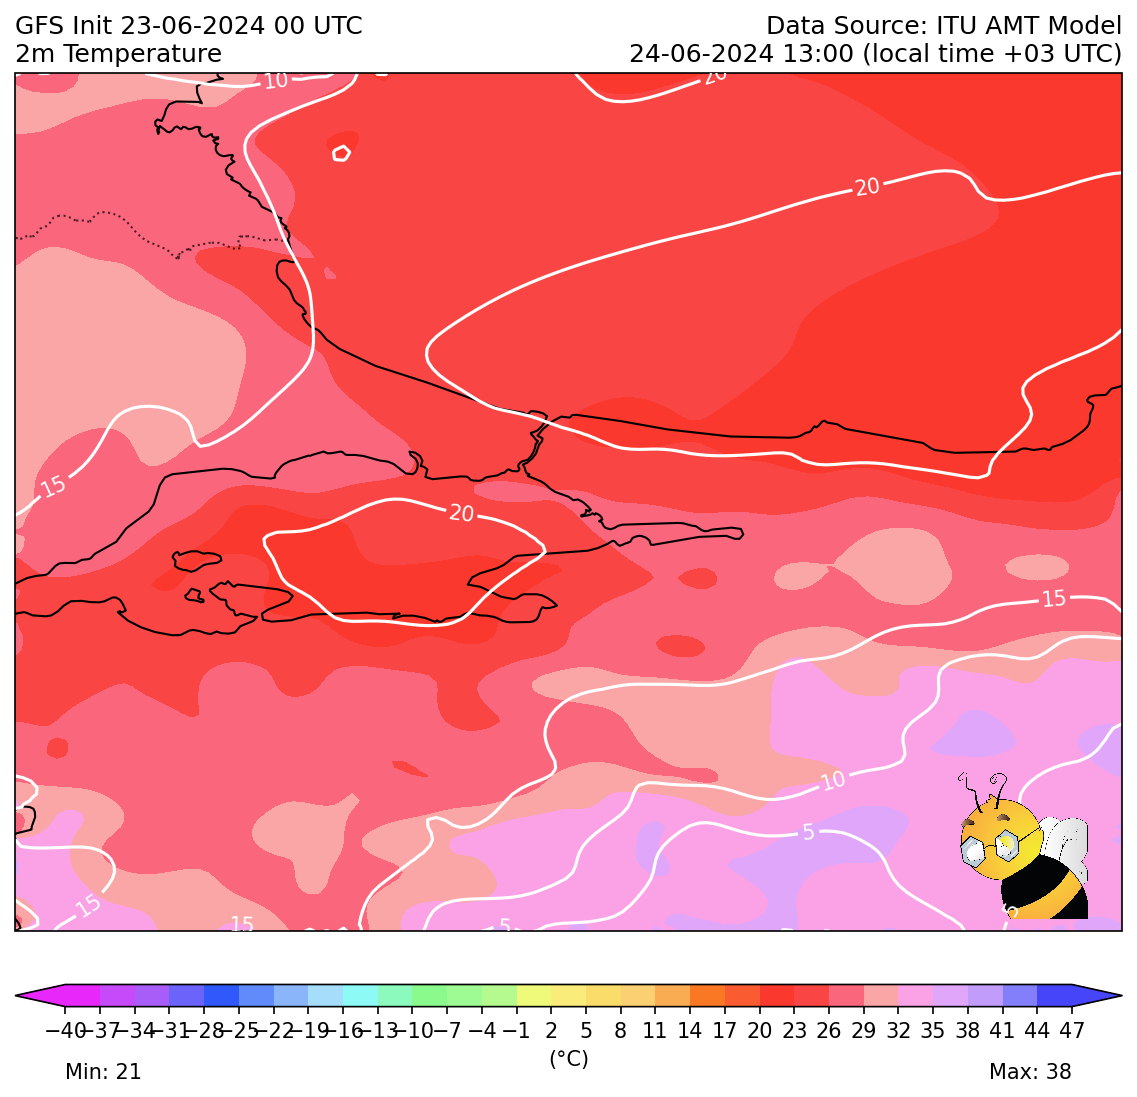 GFS Init 23-06-2024 00 UTC
Data Source: ITU AMT Model
2m Temperature
24-06-2024 13:00 (local time +03 UTC)
10
20
20
15
20
15
10
5
15
15
5
5
−40 −37 −34 −31 −28 −25 −22 −19 −16 −13 −10 −7 −4 −1 2 5 8 11 14 17 20 23 26 29 32 35 38 41 44 47
(°C)
Min: 21
Max: 38